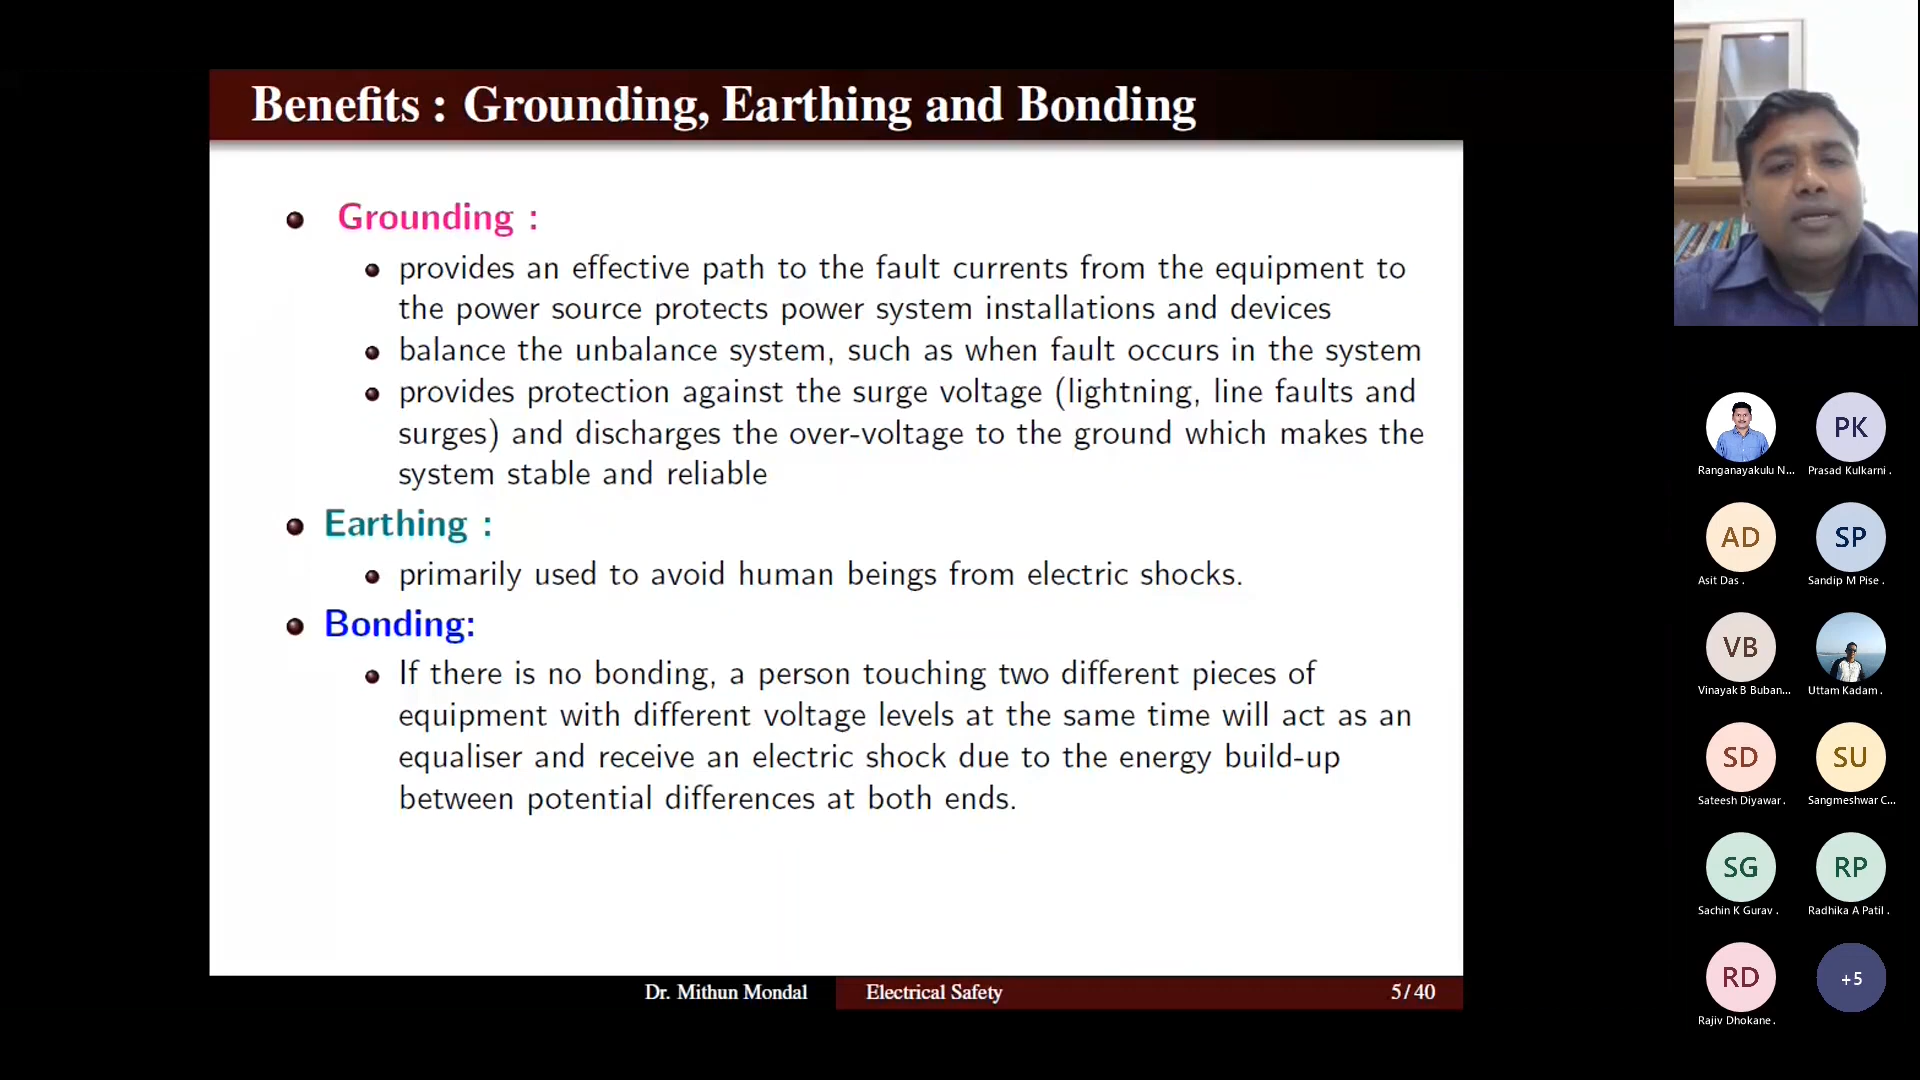 Benefits : Grounding, Earthing and Bonding
Grounding :
provides an effective path to the fault currents from the equipment to
the power source protects power system installations and devices
balance the unbalance system, such as when fault occurs in the system
provides protection against the surge voltage (lightning, line faults and
surges) and discharges the over-voltage to the ground which makes the
system stable and reliable
Earthing :
primarily used to avoid human beings from electric shocks.
Bonding:
If there is no bonding, a person touching two different pieces of
equipment with different voltage levels at the same time will act as an
equaliser and receive an electric shock due to the energy build-up
between potential differences at both ends.
Dr. Mithun Mondal
Electrical Safety
5/40
PK
Ranganayakulu N...
Prasad Kulkarni .
AD
SP
Asit Das .
Sandip M Pise .
VB
Vinayak B Buban...
Uttam Kadam .
SD
SU
Sateesh Diyawar .
Sangmeshwar C...
SG
RP
Sachin K Gurav .
Radhika A Patil .
RD
+5
Rajiv Dhokane .